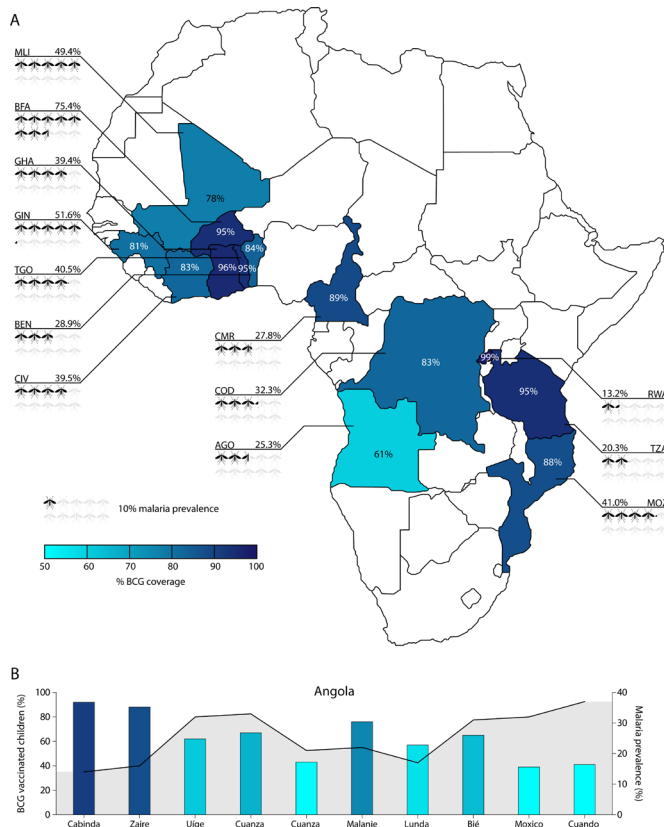 A
MLI 49.4%
BFA 75.4%
GHA 39.4%
GIN 51.6%
TGO 40.5%
BEN 28.9%
CIV 39.5%
78%
95%
81%
84%
83%
96%
95%
89%
CMR 27.8%
COD 32.3%
AGO 25.3%
83%
99%
95%
61%
88%
13.2% RWA
20.3% TZA
41.0% MOZ
10% malaria prevalence
50 60 70 80 90 100
% BCG coverage
B
Angola
BCG vaccinated children (%)
100
80
60
40
20
0
Malaria prevalence (%)
40
30
20
10
0
Cabinda Zaire Uíge Cuanza Cuanza Malanje Lunda Bié Moxico Cuando